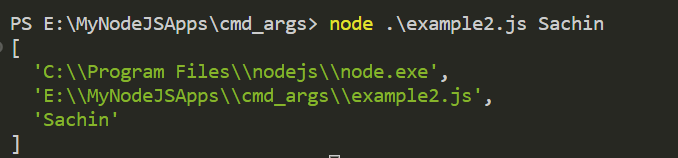 PS E:\MyNodeJSApps\cmd_args> node .\example2.js Sachin
[
  'C:\\Program Files\\nodejs\\node.exe',
  'E:\\MyNodeJSApps\\cmd_args\\example2.js',
  'Sachin'
]